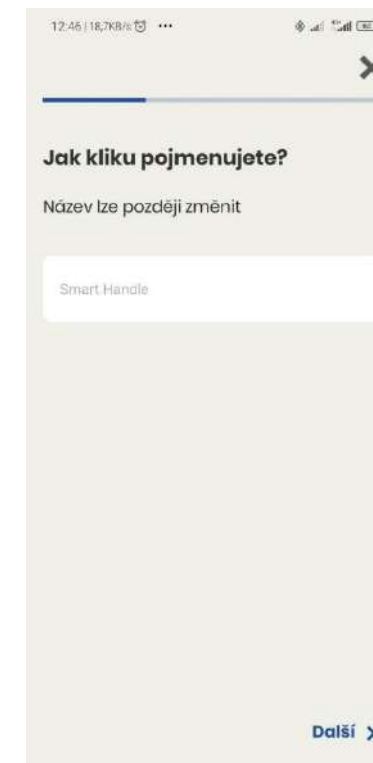 12:46 | 18,7KB/s
Jak kliku pojmenujete?
Název lze později změnit
Smart Handle
Další